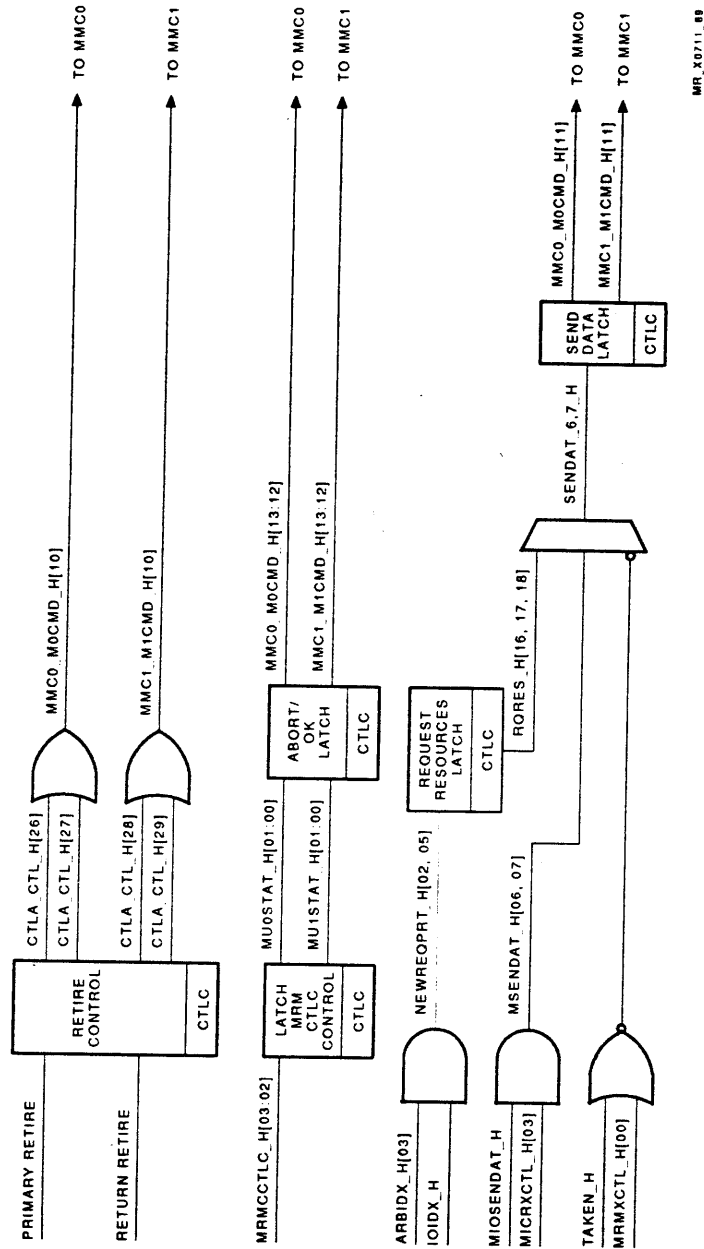 PRIMARY RETIRE
RETURN RETIRE
RETIRE
CONTROL
CTLC
CTLA_CTL_H[26]
CTLA_CTL_H[27]
CTLA_CTL_H[28]
CTLA_CTL_H[29]
MMC0_M0CMD_H[10]
MMC1_M1CMD_H[10]
TO MMC0
TO MMC1
MRMCCTLC_H[03:02]
LATCH
MRM
CTLC
CONTROL
MU0STAT_H[01:00]
MU1STAT_H[01:00]
ABORT/
OK
LATCH
CTLC
MMC0_M0CMD_H[13:12]
MMC1_M1CMD_H[13:12]
TO MMC0
TO MMC1
ARBIDX_H[03]
IOIDX_H
NEWREQPRT_H[02, 05]
REQUEST
RESOURCES
LATCH
CTLC
RQRES_H[16, 17, 18]
MIOSENDAT_H
MICRXCTL_H[03]
MSENDAT_H[06, 07]
TAKEN_H
MRMXCTL_H[00]
SENDAT_6,7_H
SEND
DATA
LATCH
CTLC
MMC0_M0CMD_H[11]
MMC1_M1CMD_H[11]
TO MMC0
TO MMC1
MR_X0711_89